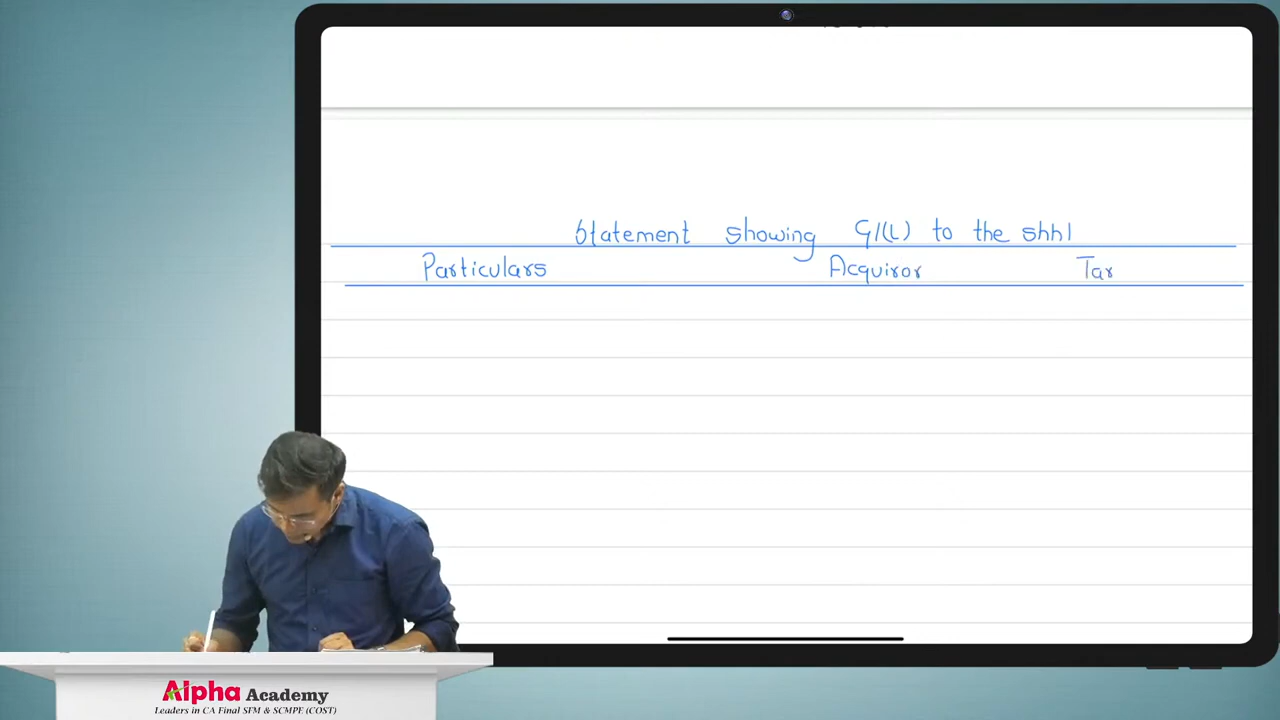 Statement showing G/(L) to the shhl
Particulars Acquiror Tar
Alpha Academy
Leaders in CA Final SFM & SCMPE (COST)